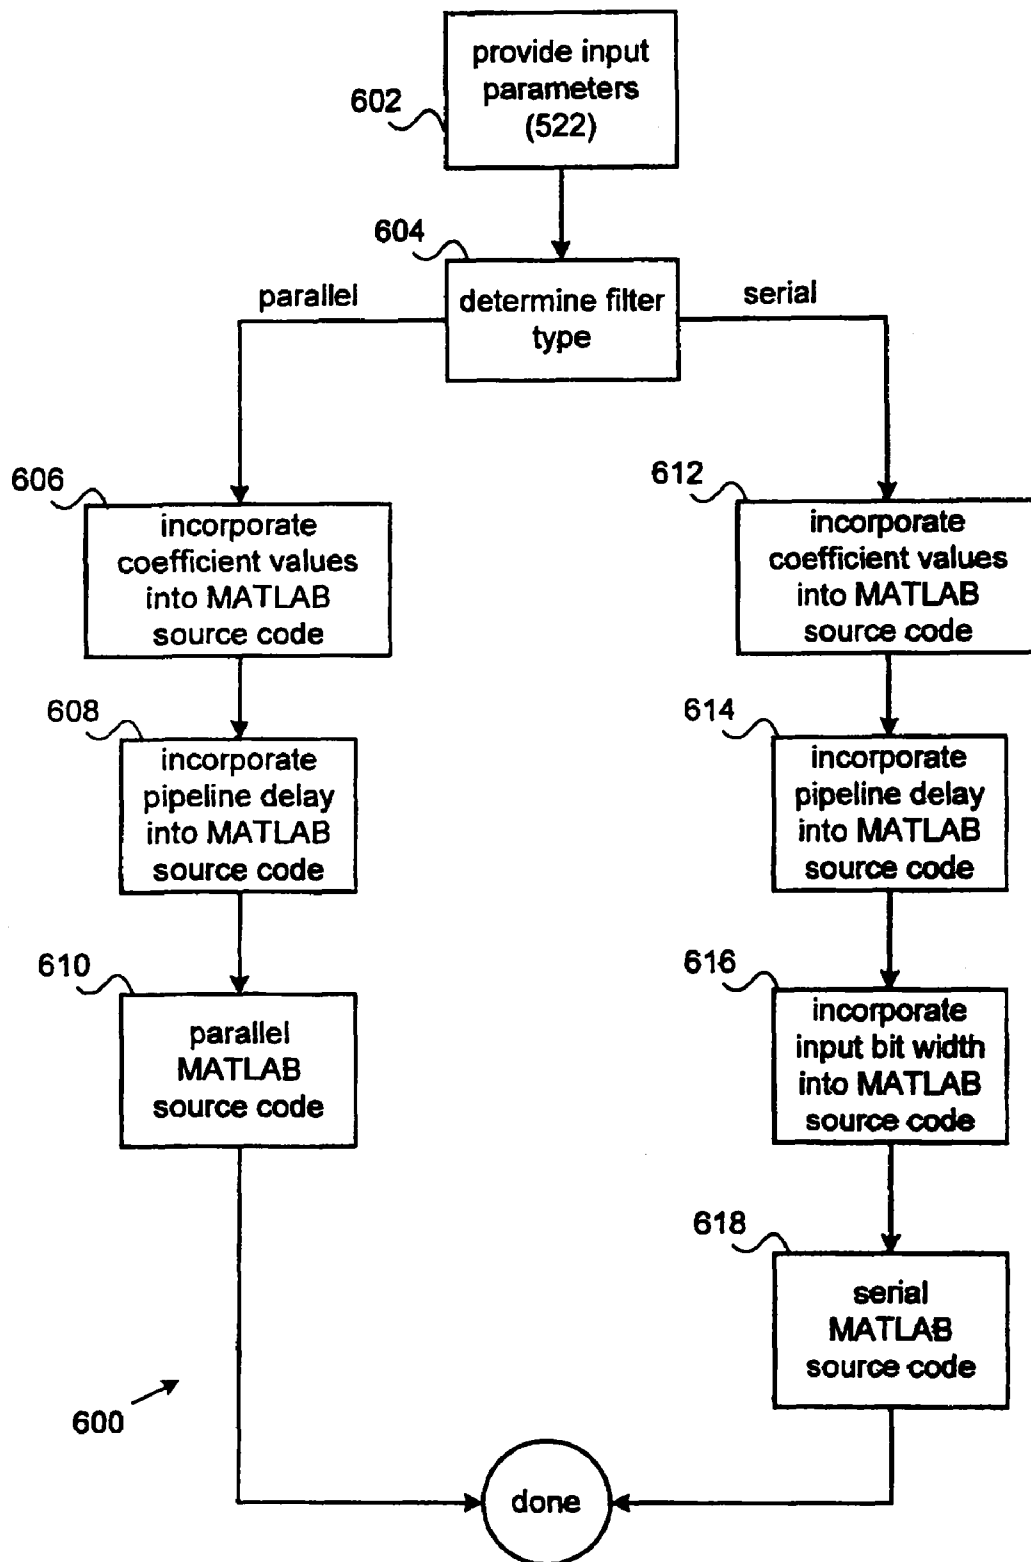 provide input
parameters
(522)
602
604
parallel
determine filter
type
serial
606
incorporate
coefficient values
into MATLAB
source code
612
incorporate
coefficient values
into MATLAB
source code
608
incorporate
pipeline delay
into MATLAB
source code
614
incorporate
pipeline delay
into MATLAB
source code
610
parallel
MATLAB
source code
616
incorporate
input bit width
into MATLAB
source code
618
serial
MATLAB
source code
600
done